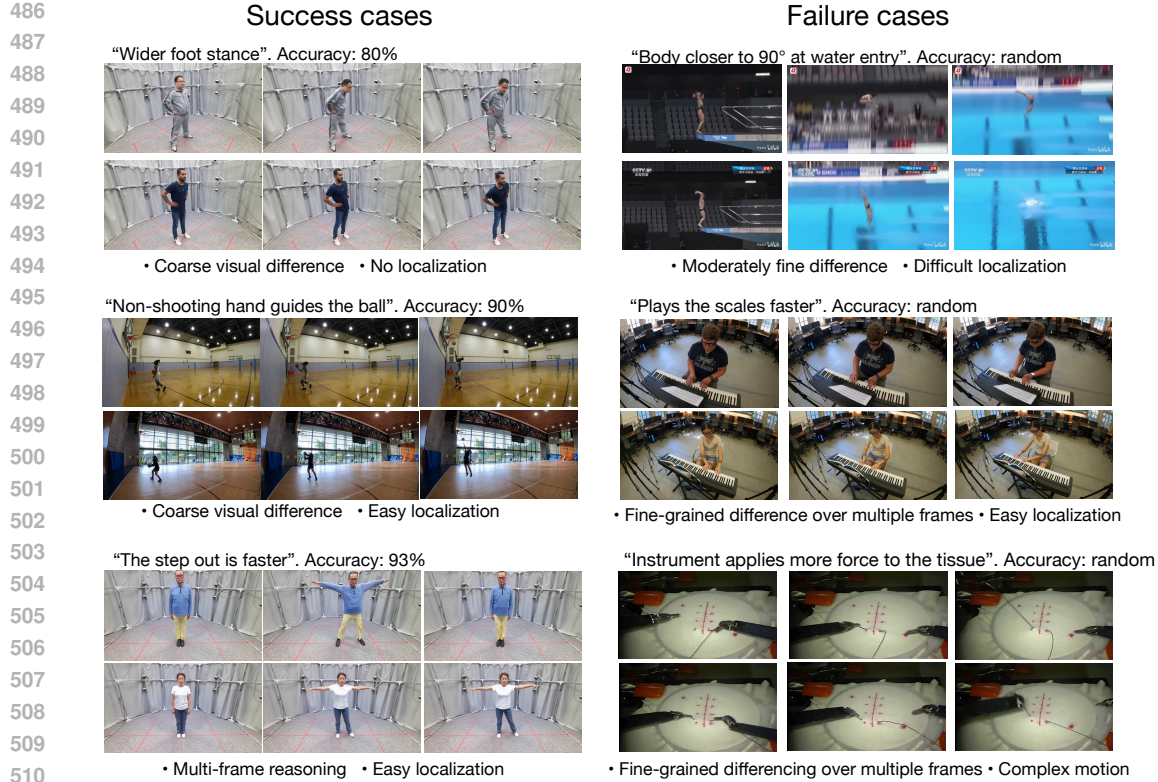 486
487
488
489
490
491
492
493
494
495
496
497
498
499
500
501
502
503
504
505
506
507
508
509
510
Success cases
“Wider foot stance”. Accuracy: 80%
• Coarse visual difference • No localization
“Non-shooting hand guides the ball”. Accuracy: 90%
• Coarse visual difference • Easy localization
“The step out is faster”. Accuracy: 93%
• Multi-frame reasoning • Easy localization
Failure cases
“Body closer to 90° at water entry”. Accuracy: random
• Moderately fine difference • Difficult localization
“Plays the scales faster”. Accuracy: random
• Fine-grained difference over multiple frames • Easy localization
“Instrument applies more force to the tissue”. Accuracy: random
• Fine-grained differencing over multiple frames • Complex motion